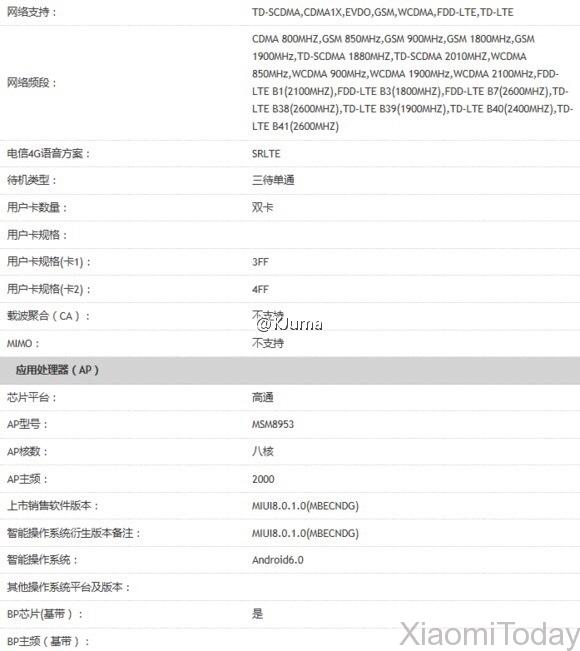 网络支持： TD-SCDMA,CDMA1X,EVDO,GSM,WCDMA,FDD-LTE,TD-LTE
网络频段： CDMA 800MHZ,GSM 850MHz,GSM 900MHz,GSM 1800MHz,GSM
1900MHz,TD-SCDMA 1880MHZ,TD-SCDMA 2010MHZ,WCDMA
850MHz,WCDMA 900MHz,WCDMA 1900MHz,WCDMA 2100MHz,FDD-
LTE B1(2100MHZ),FDD-LTE B3(1800MHZ),FDD-LTE B7(2600MHZ),TD-
LTE B38(2600MHZ),TD-LTE B39(1900MHZ),TD-LTE B40(2400MHZ),TD-
LTE B41(2600MHZ)
电信4G语音方案： SRLTE
待机类型： 三待单通
用户卡数量： 双卡
用户卡规格：
用户卡规格(卡1)： 3FF
用户卡规格(卡2)： 4FF
载波聚合（CA）： 不支持
@KJuma
MIMO： 不支持
应用处理器（AP）
芯片平台： 高通
AP型号： MSM8953
AP核数： 八核
AP主频： 2000
上市销售软件版本： MIUI8.0.1.0(MBECNDG)
智能操作系统衍生版本备注： MIUI8.0.1.0(MBECNDG)
智能操作系统： Android6.0
其他操作系统平台及版本：
BP芯片(基带）： 是
BP主频（基带）：
XiaomiToday